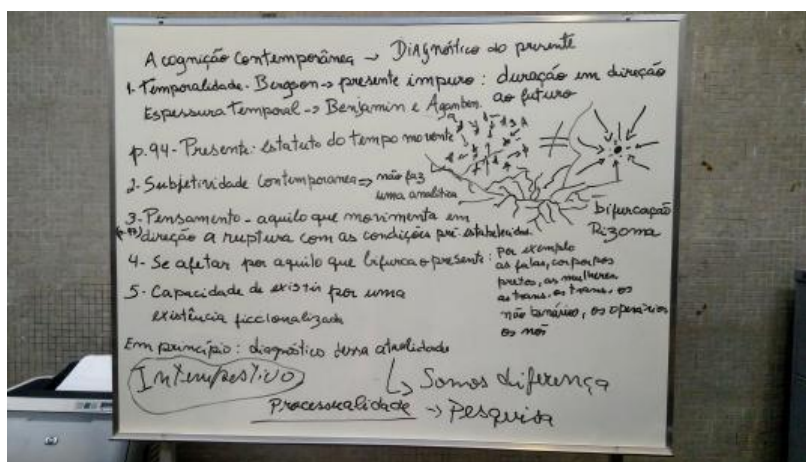 A cognição Contemporânea → Diagnóstico do presente
1- Temporalidade - Bergson → presente impuro: duração em direção
ao futuro
Espessura Temporal → Benjamin e Agamben.
p.94 - Presente: estatuto do tempo movente
2- Subjetividade Contemporanea ⇒ não faz
uma analítica
3- Pensamento - aquilo que movimenta em
direção a ruptura com as condições pré-estabelecidas.
Bifurcação
Rizoma
4- Se afetar por aquilo que bifurca o presente: Por exemplo
as falas, corporpos
pretos, as mulheres
as trans, os trans, os
não binário, os operários
os nós
5- Capacidade de existir por uma
existência ficcionalizada
Em princípio: diagnóstico dessa atualidade
↳ Somos diferença
Intempestivo
Processualidade → Pesquisa